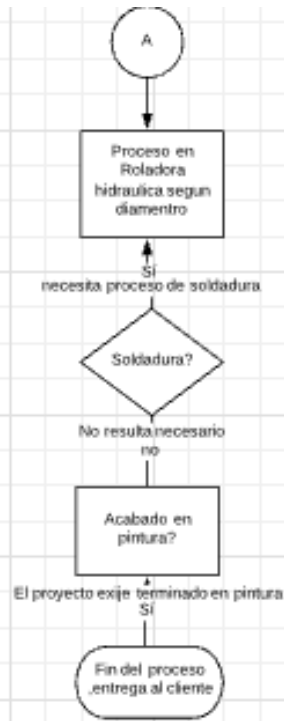 A
Proceso en
Roladora
hidraulica segun
diamentro
Sí
necesita proceso de soldadura
Soldadura?
No resulta necesario
no
Acabado en
pintura?
El proyecto exije terminado en pintura
Sí
Fin del proceso
,entrega al cliente